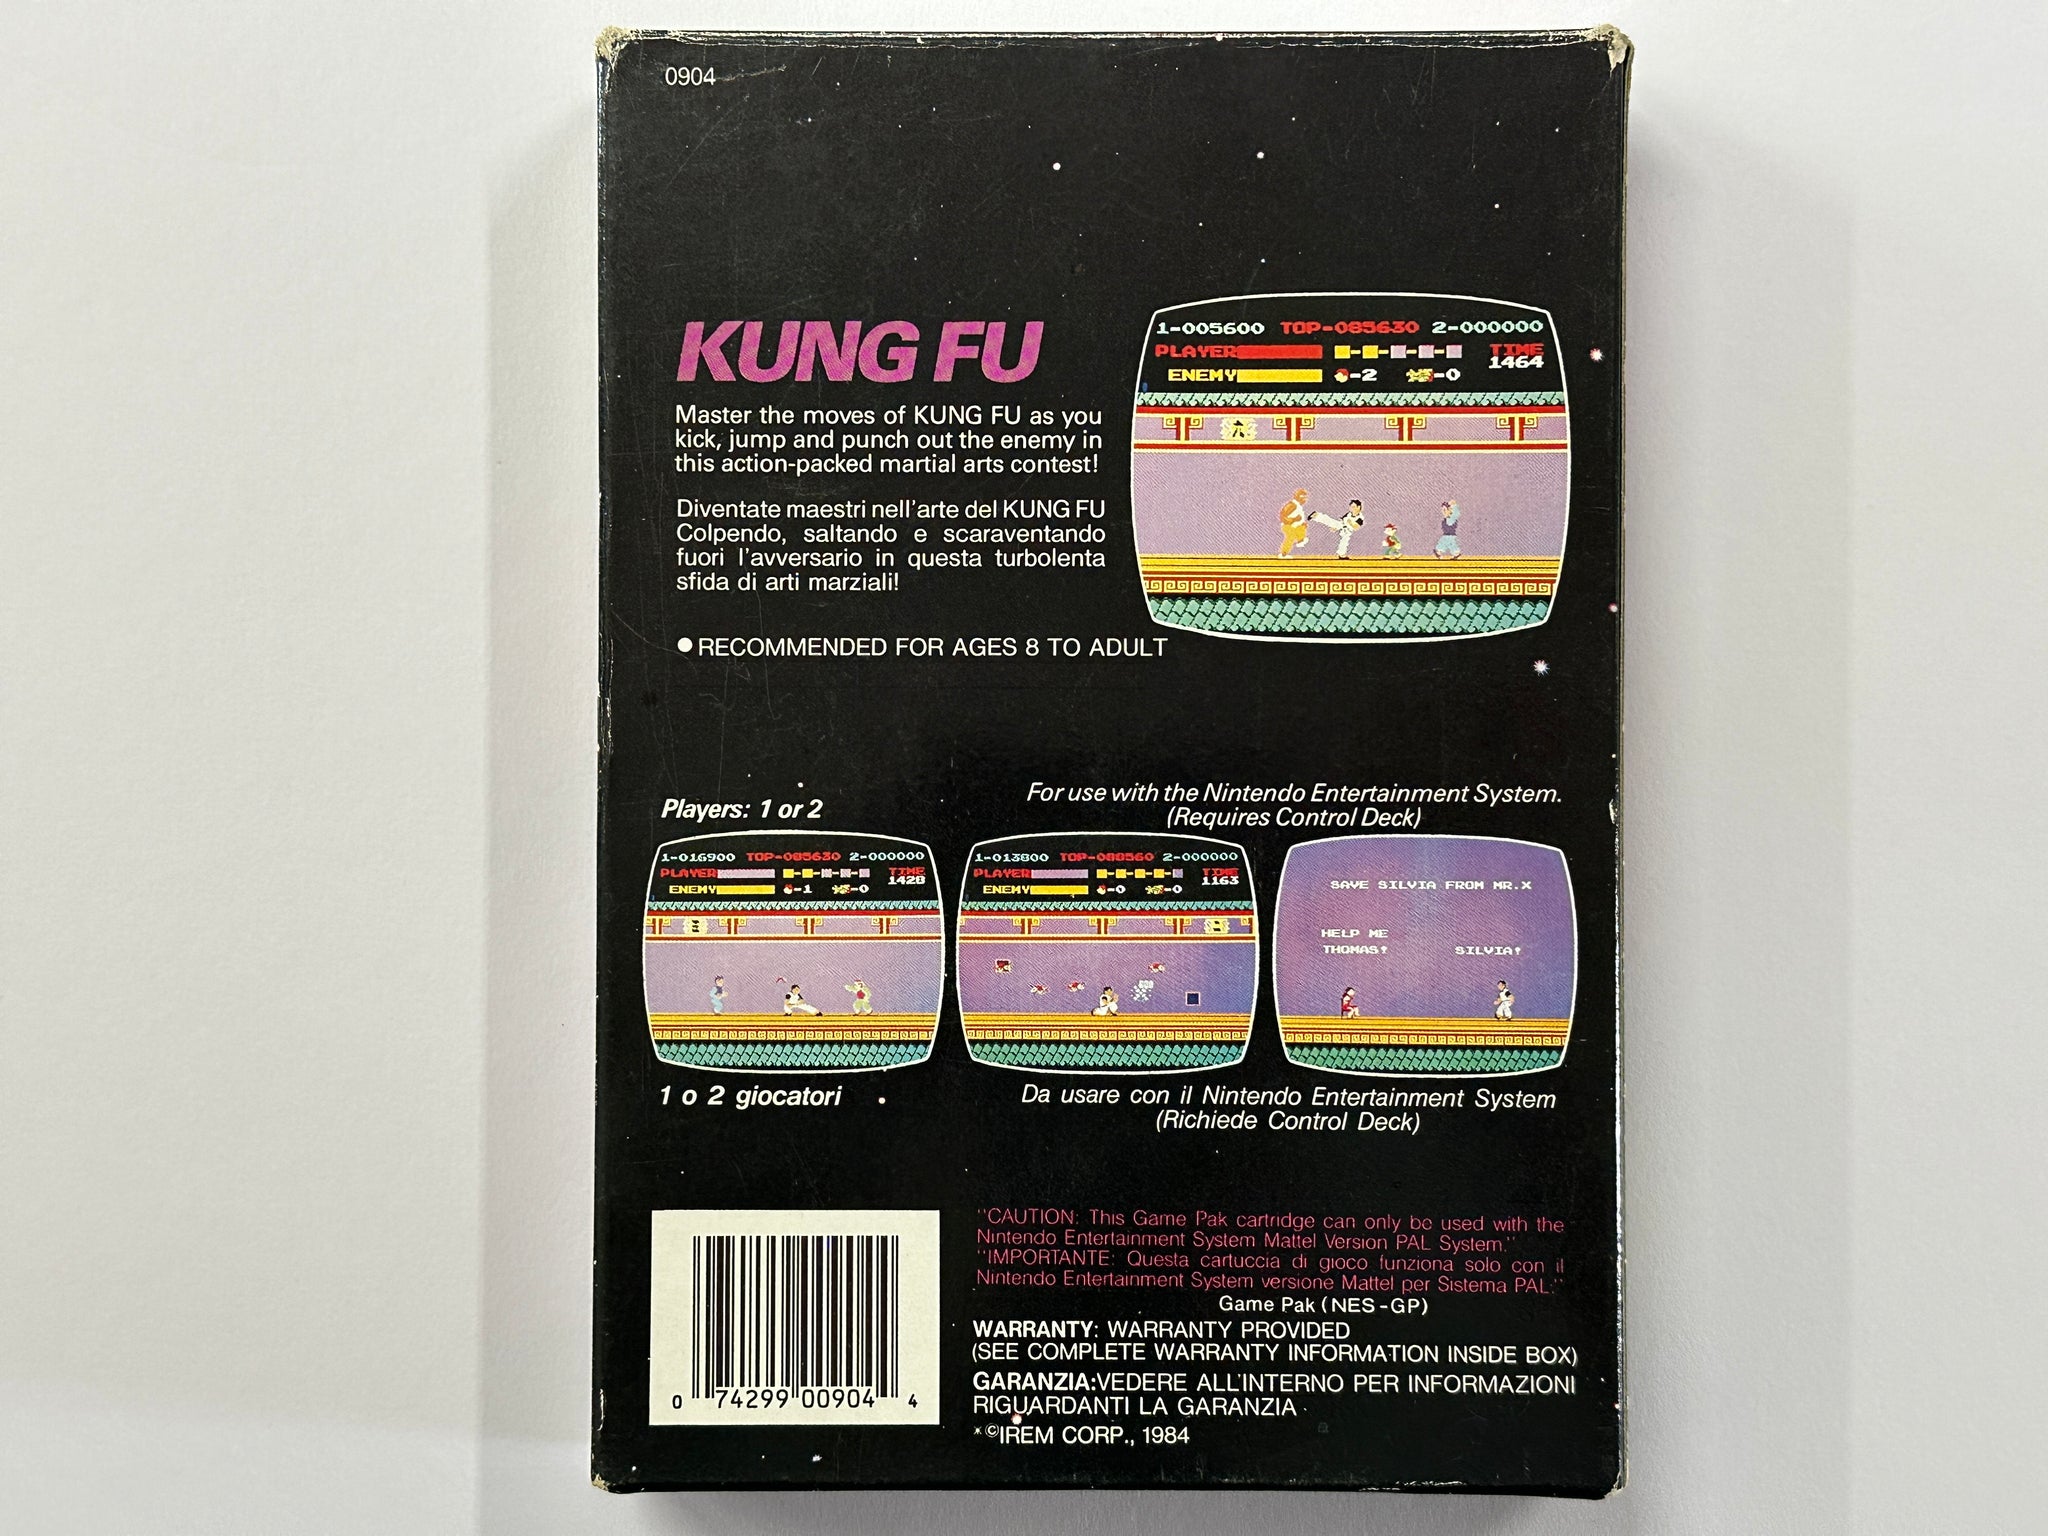 0904
KUNG FU
Master the moves of KUNG FU as you
kick, jump and punch out the enemy in
this action-packed martial arts contest!
Diventate maestri nell'arte del KUNG FU
Colpendo, saltando e scaraventando
fuori l'avversario in questa turbolenta
sfida di arti marziali!
● RECOMMENDED FOR AGES 8 TO ADULT
1-005600 TOP-085630 2-000000
PLAYER TIME
1464
ENEMY -2 -0
Players: 1 or 2
For use with the Nintendo Entertainment System.
(Requires Control Deck)
1-016900 TOP-085630 2-000000
PLAYER TIME
1428
ENEMY -1 -0
1-013800 TOP-088560 2-000000
PLAYER TIME
1163
ENEMY -0 -0
SAVE SILVIA FROM MR.X
HELP ME
THOMAS! SILVIA!
1 o 2 giocatori
Da usare con il Nintendo Entertainment System
(Richiede Control Deck)
0 74299 00904 4
"CAUTION: This Game Pak cartridge can only be used with the
Nintendo Entertainment System Mattel Version PAL System."
"IMPORTANTE: Questa cartuccia di gioco funziona solo con il
Nintendo Entertainment System versione Mattel per Sistema PAL:"
Game Pak (NES-GP)
WARRANTY: WARRANTY PROVIDED
(SEE COMPLETE WARRANTY INFORMATION INSIDE BOX)
GARANZIA:VEDERE ALL'INTERNO PER INFORMAZIONI
RIGUARDANTI LA GARANZIA
*©IREM CORP., 1984